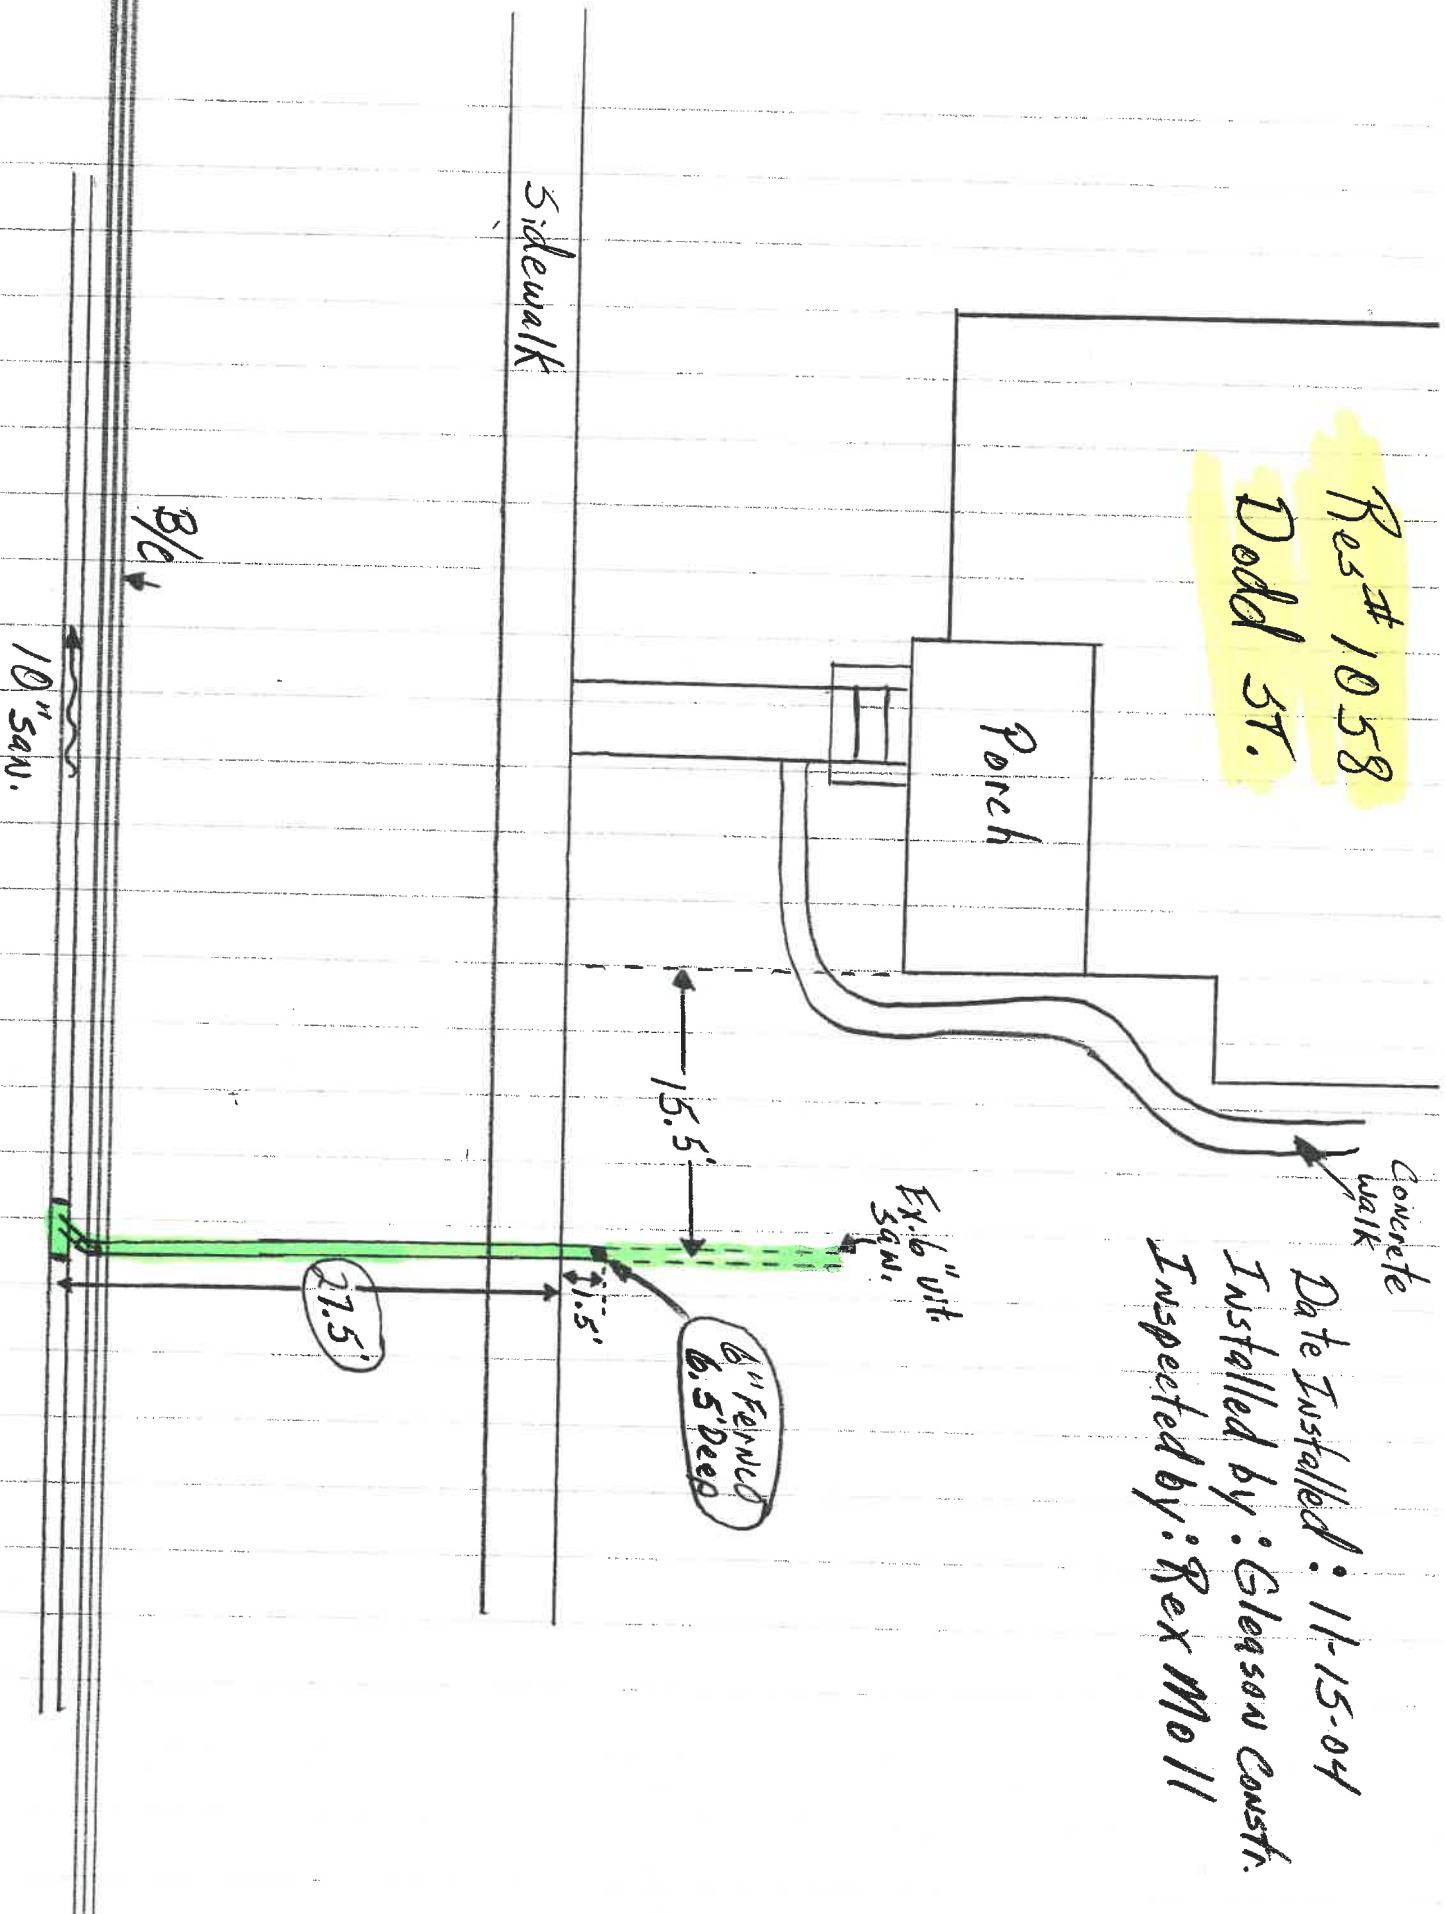 Res# 1058
Dodd ST.
Porch
Sidewalk
B/C
10" SAN.
15.5'
Concrete
walk
Date Installed: 11-15-04
Installed by: Gleason Constr.
Inspected by: Rex Moll
Ex. 6" Vit.
SAN.
1.5'
6" Fernco
6.5' Deep
27.5'